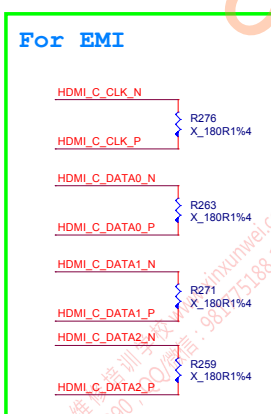 For EMI
HDMI_C_CLK_N
R276
X_180R1%4
HDMI_C_CLK_P
HDMI_C_DATA0_N
R263
X_180R1%4
HDMI_C_DATA0_P
HDMI_C_DATA1_N
R271
X_180R1%4
HDMI_C_DATA1_P
HDMI_C_DATA2_N
R259
X_180R1%4
HDMI_C_DATA2_P